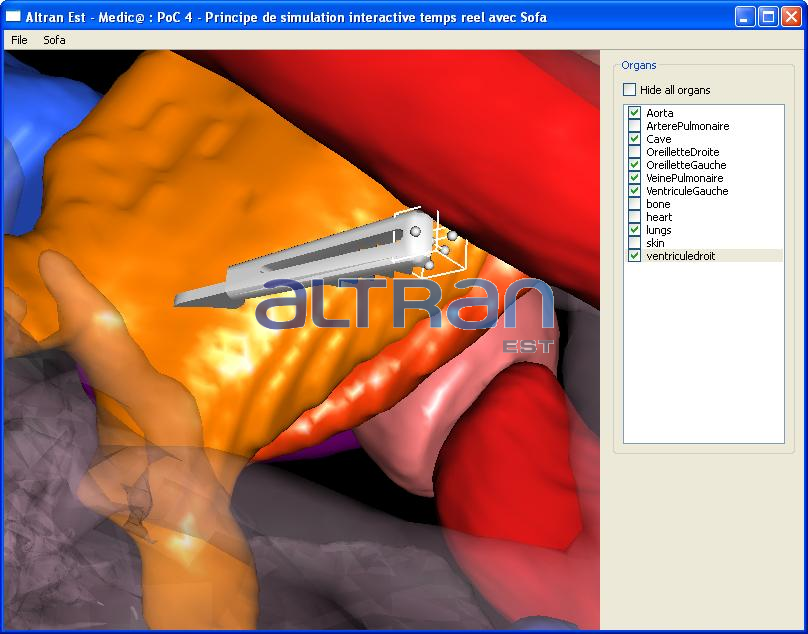 Altran Est - Medic@ : PoC 4 - Principe de simulation interactive temps reel avec Sofa
File Sofa
Organs
Hide all organs
Aorta
ArterePulmonaire
Cave
OreilletteDroite
OreilletteGauche
VeinePulmonaire
VentriculeGauche
bone
heart
lungs
skin
ventriculedroit
ALTRan
EST